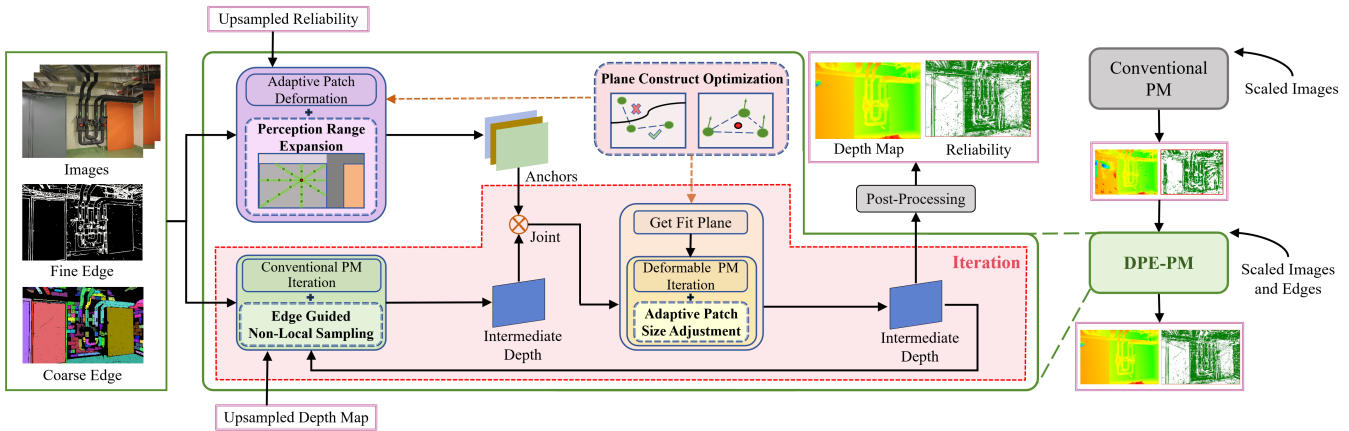 Upsampled Reliability
Images
Fine Edge
Coarse Edge
Adaptive Patch
Deformation
+
Perception Range
Expansion
Anchors
Plane Construct Optimization
Depth Map
Reliability
Post-Processing
Joint
Get Fit Plane
Deformable PM
Iteration
+
Adaptive Patch
Size Adjustment
Iteration
Conventional PM
Iteration
+
Edge Guided
Non-Local Sampling
Intermediate
Depth
Intermediate
Depth
Upsampled Depth Map
Conventional
PM
Scaled Images
DPE-PM
Scaled Images
and Edges